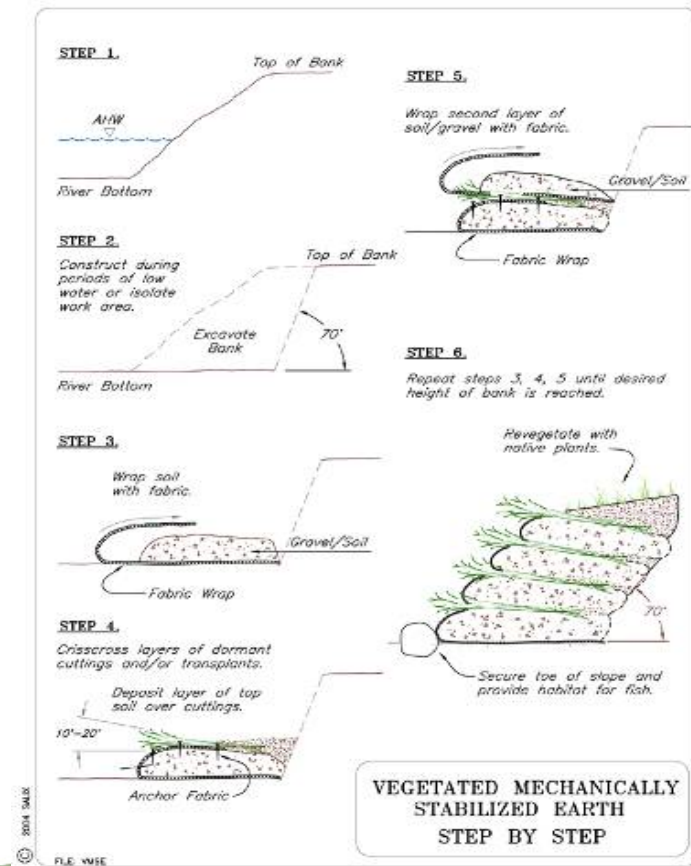 STEP 1.
Top of Bank
AHW
River Bottom
STEP 2.
Construct during
periods of low
water or isolate
work area.
Top of Bank
Excavate
Bank
70°
River Bottom
STEP 3.
Wrap soil
with fabric.
Gravel/Soil
Fabric Wrap
STEP 4.
Crisscross layers of dormant
cuttings and/or transplants.
Deposit layer of top
soil over cuttings.
10°-20°
Anchor Fabric
STEP 5.
Wrap second layer of
soil/gravel with fabric.
Gravel/Soil
Fabric Wrap
STEP 6.
Repeat steps 3, 4, 5 until desired
height of bank is reached.
Revegetate with
native plants.
70°
Secure toe of slope and
provide habitat for fish.
VEGETATED MECHANICALLY
STABILIZED EARTH
STEP BY STEP
© 2004
FILE: VMSE